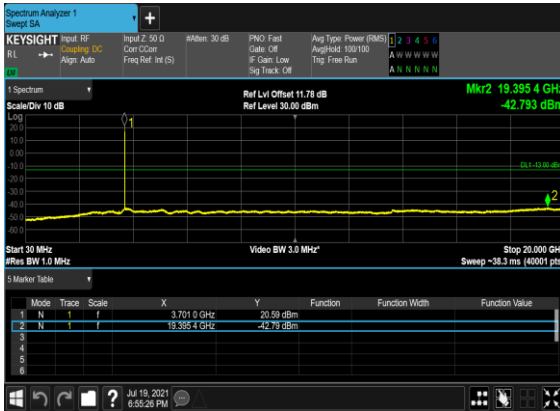 Spectrum Analyzer 1
Swept SA
+
KEYSIGHT Input: RF Input Z: 50 Ω #Atten: 30 dB PNO: Fast Avg Type: Power (RMS) 1 2 3 4 5 6
RL Coupling: DC Corr CCorr Gate: Off Avg|Hold: 100/100 A W W W W W
Align: Auto Freq Ref: Int (S) IF Gain: Low Trig: Free Run
Sig Track: Off A N N N N N
1 Spectrum Ref Lvl Offset 11.78 dB Mkr2 19.395 4 GHz
Scale/Div 10 dB Ref Level 30.00 dBm -42.793 dBm
Log
20.0
10.0
0.00
-10.0
-20.0
-30.0
-40.0
-50.0
-60.0
1
DL1 -13.00 dBm
2
Start 30 MHz Video BW 3.0 MHz* Stop 20.000 GHz
#Res BW 1.0 MHz Sweep ~38.3 ms (40001 pts)
5 Marker Table
Mode Trace Scale X Y Function Function Width Function Value
1 N 1 f 3.701 0 GHz 20.59 dBm
2 N 1 f 19.395 4 GHz -42.79 dBm
3
4
5
6
? Jul 19, 2021
6:55:26 PM